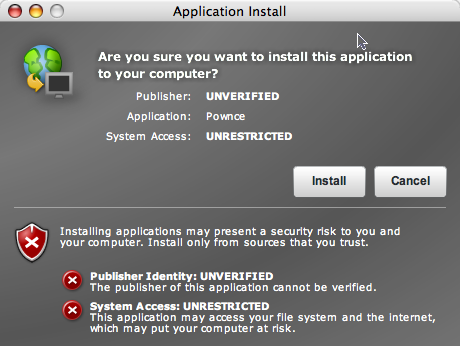 Application Install
Are you sure you want to install this application
to your computer?
Publisher: UNVERIFIED
Application: Pownce
System Access: UNRESTRICTED
Install Cancel
Installing applications may present a security risk to you and
your computer. Install only from sources that you trust.
Publisher Identity: UNVERIFIED
The publisher of this application cannot be verified.
System Access: UNRESTRICTED
This application may access your file system and the internet,
which may put your computer at risk.